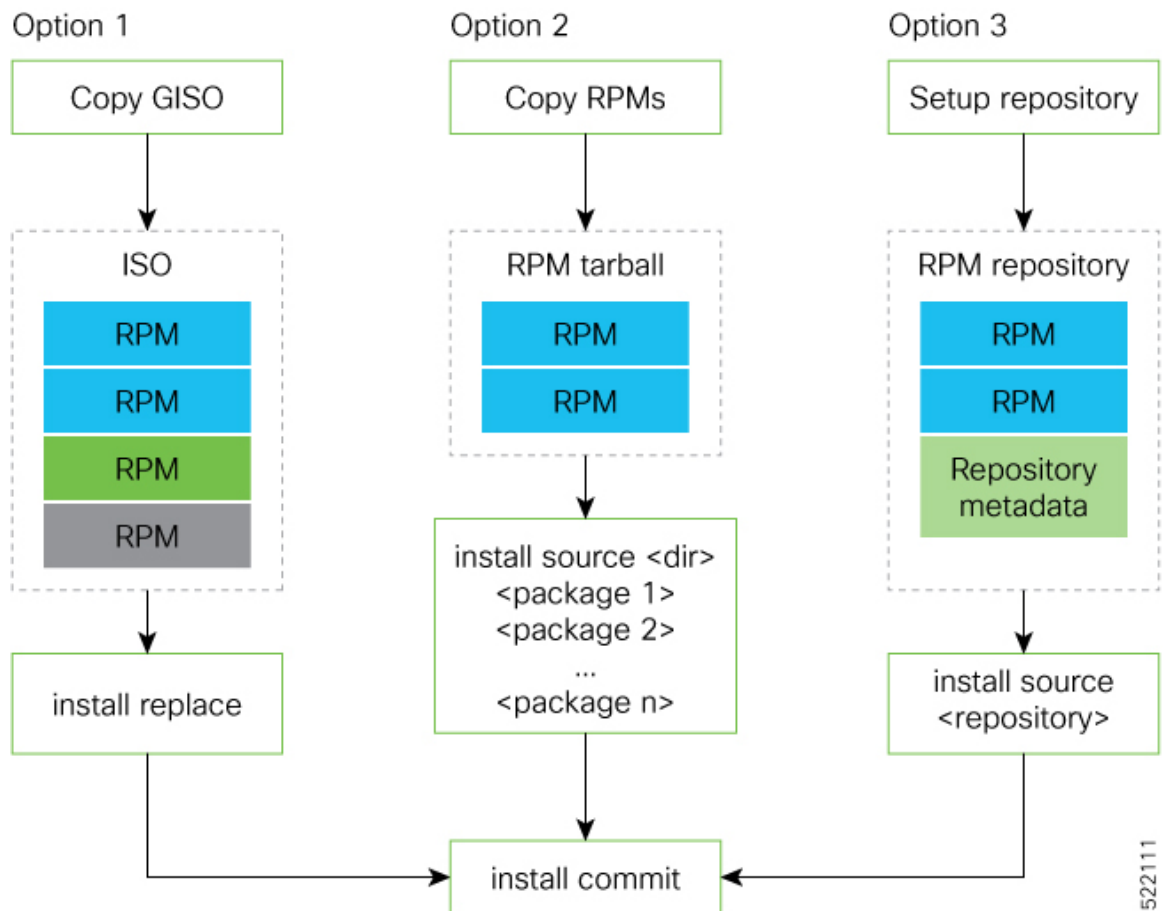 Option 1
Copy GISO
ISO
RPM
RPM
RPM
RPM
install replace
Option 2
Copy RPMs
RPM tarball
RPM
RPM
install source <dir>
<package 1>
<package 2>
...
<package n>
install commit
Option 3
Setup repository
RPM repository
RPM
RPM
Repository
metadata
install source
<repository>
522111